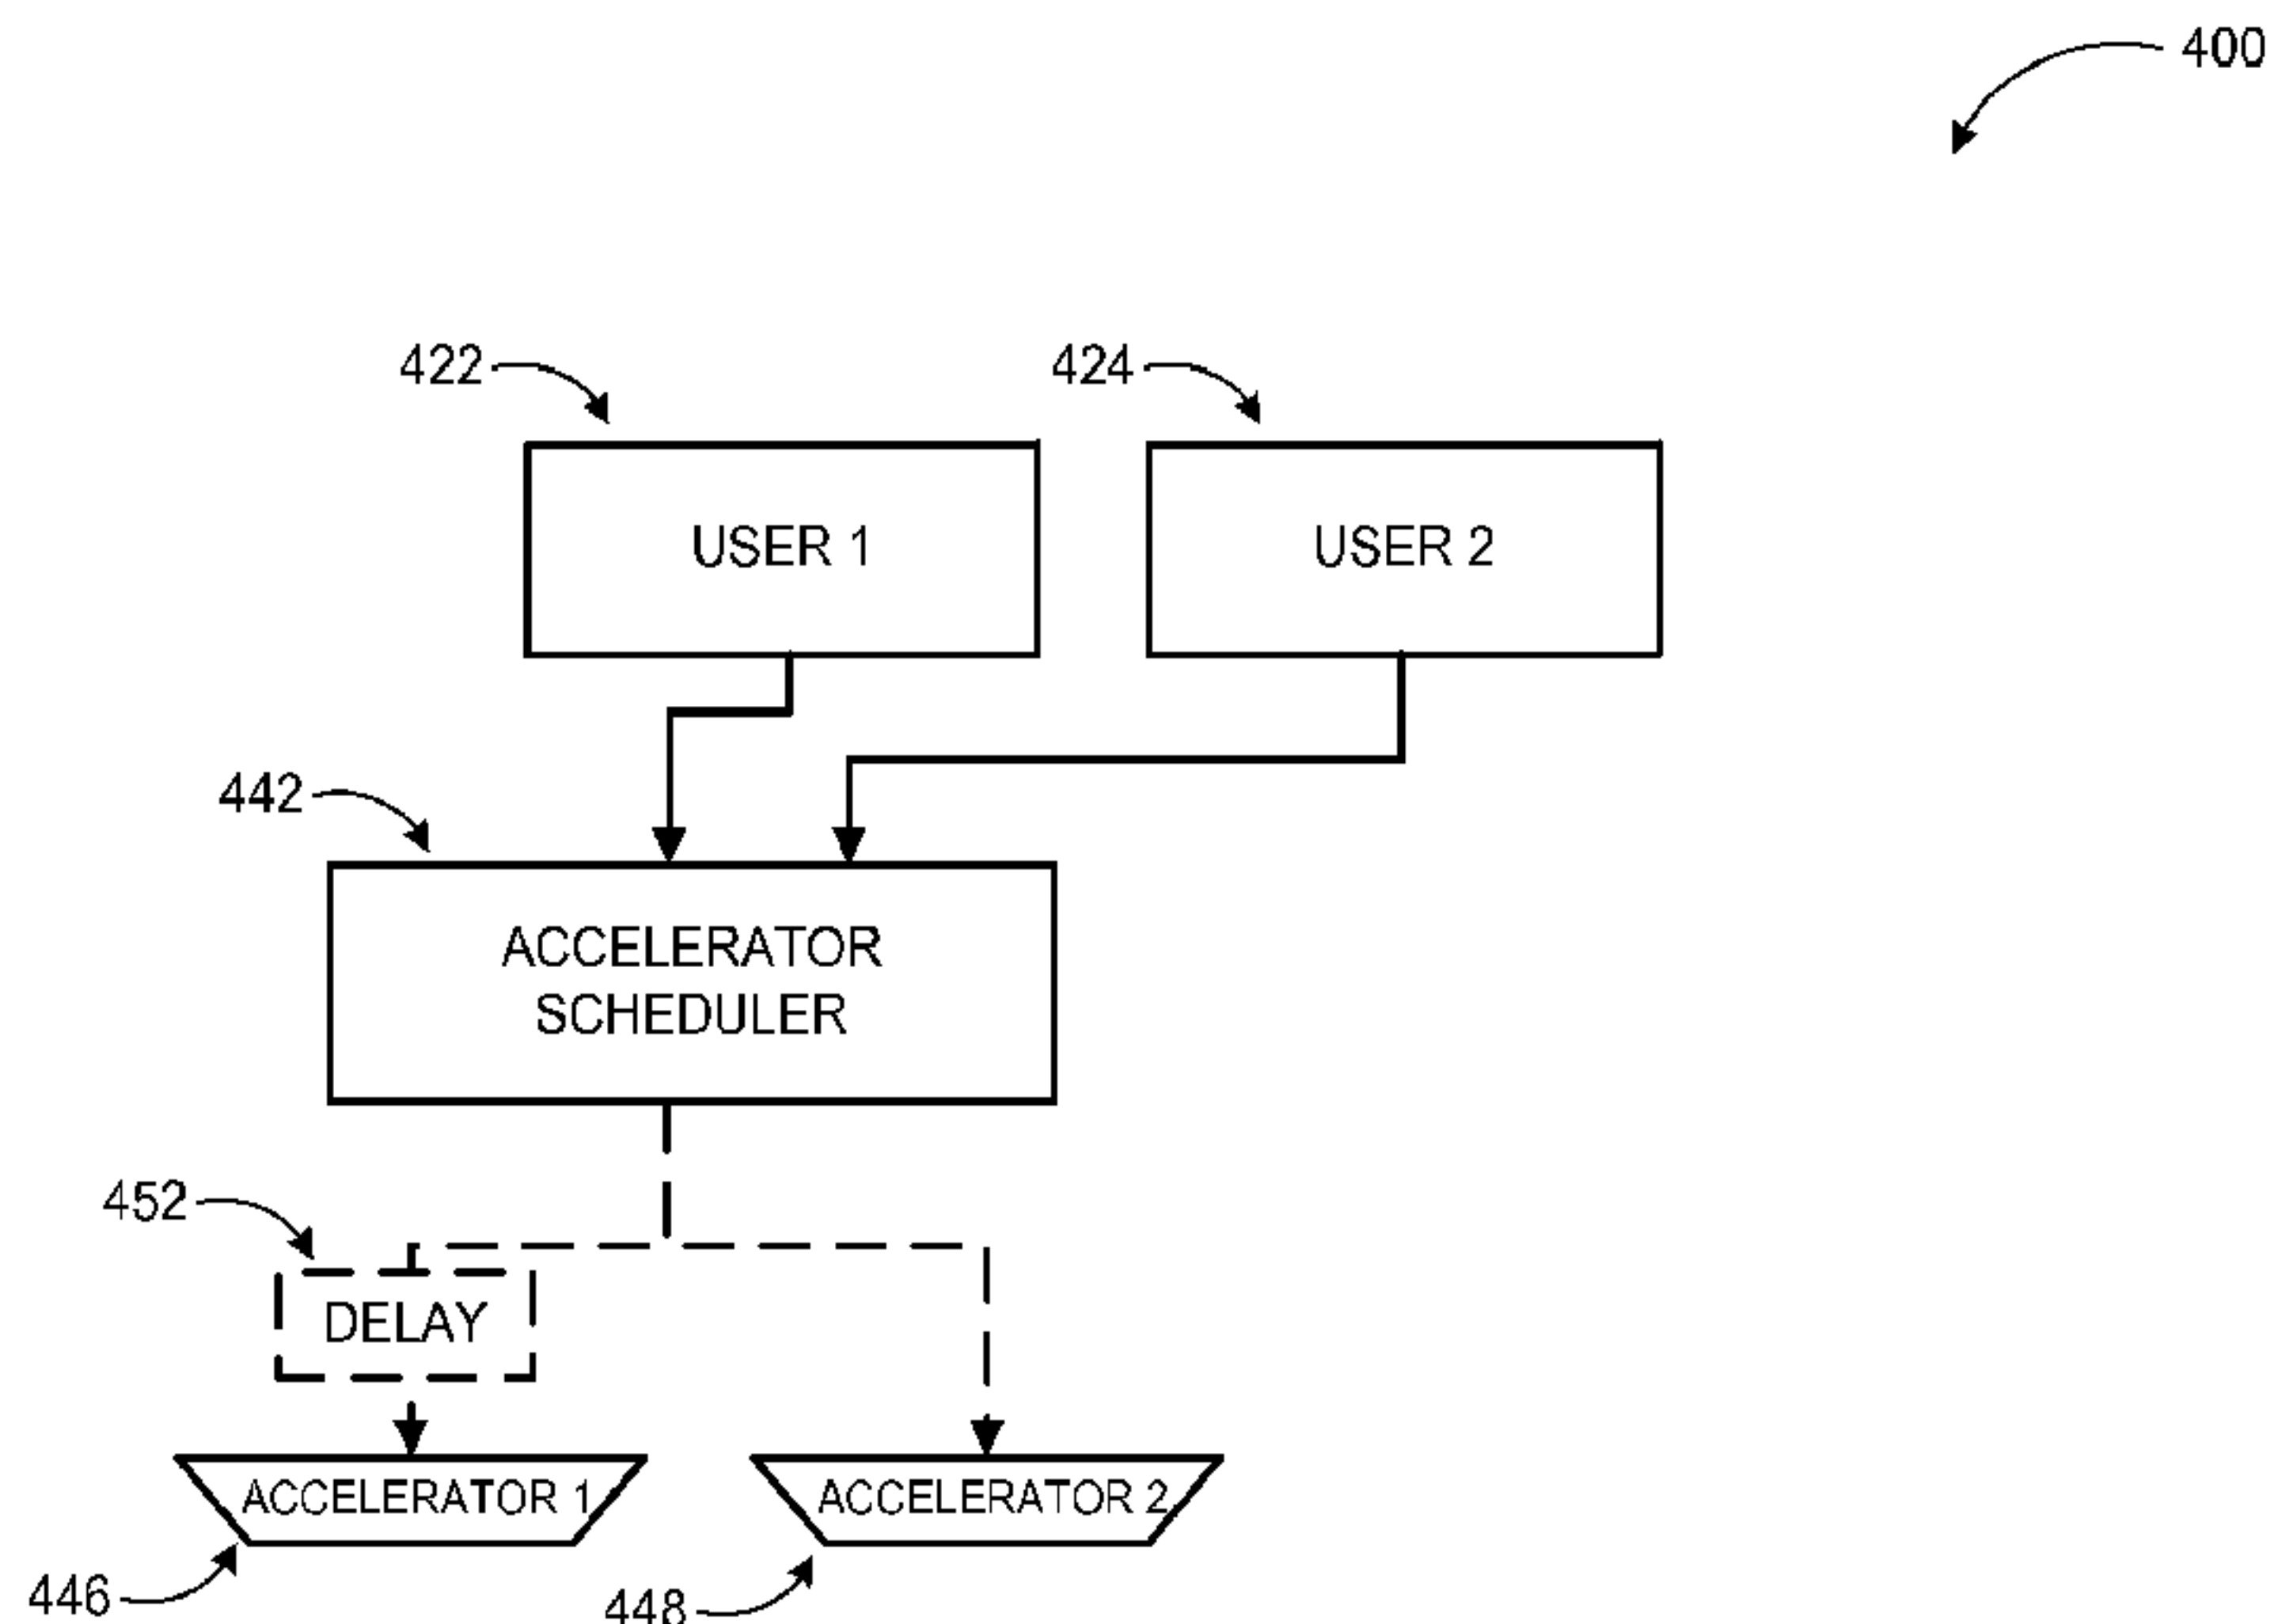 400
422
424
USER 1
USER 2
442
ACCELERATOR
SCHEDULER
452
DELAY
ACCELERATOR 1
ACCELERATOR 2
446
448